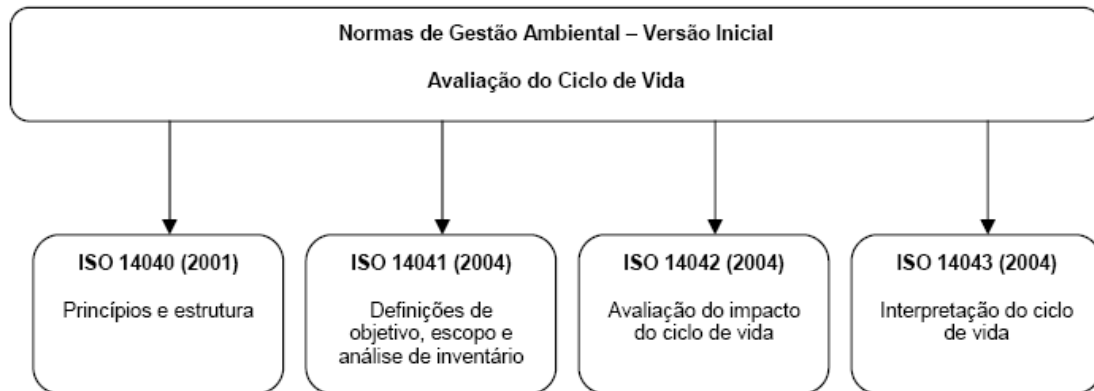 Normas de Gestão Ambiental – Versão Inicial
Avaliação do Ciclo de Vida
ISO 14040 (2001)
Princípios e estrutura
ISO 14041 (2004)
Definições de
objetivo, escopo e
análise de inventário
ISO 14042 (2004)
Avaliação do impacto
do ciclo de vida
ISO 14043 (2004)
Interpretação do ciclo
de vida